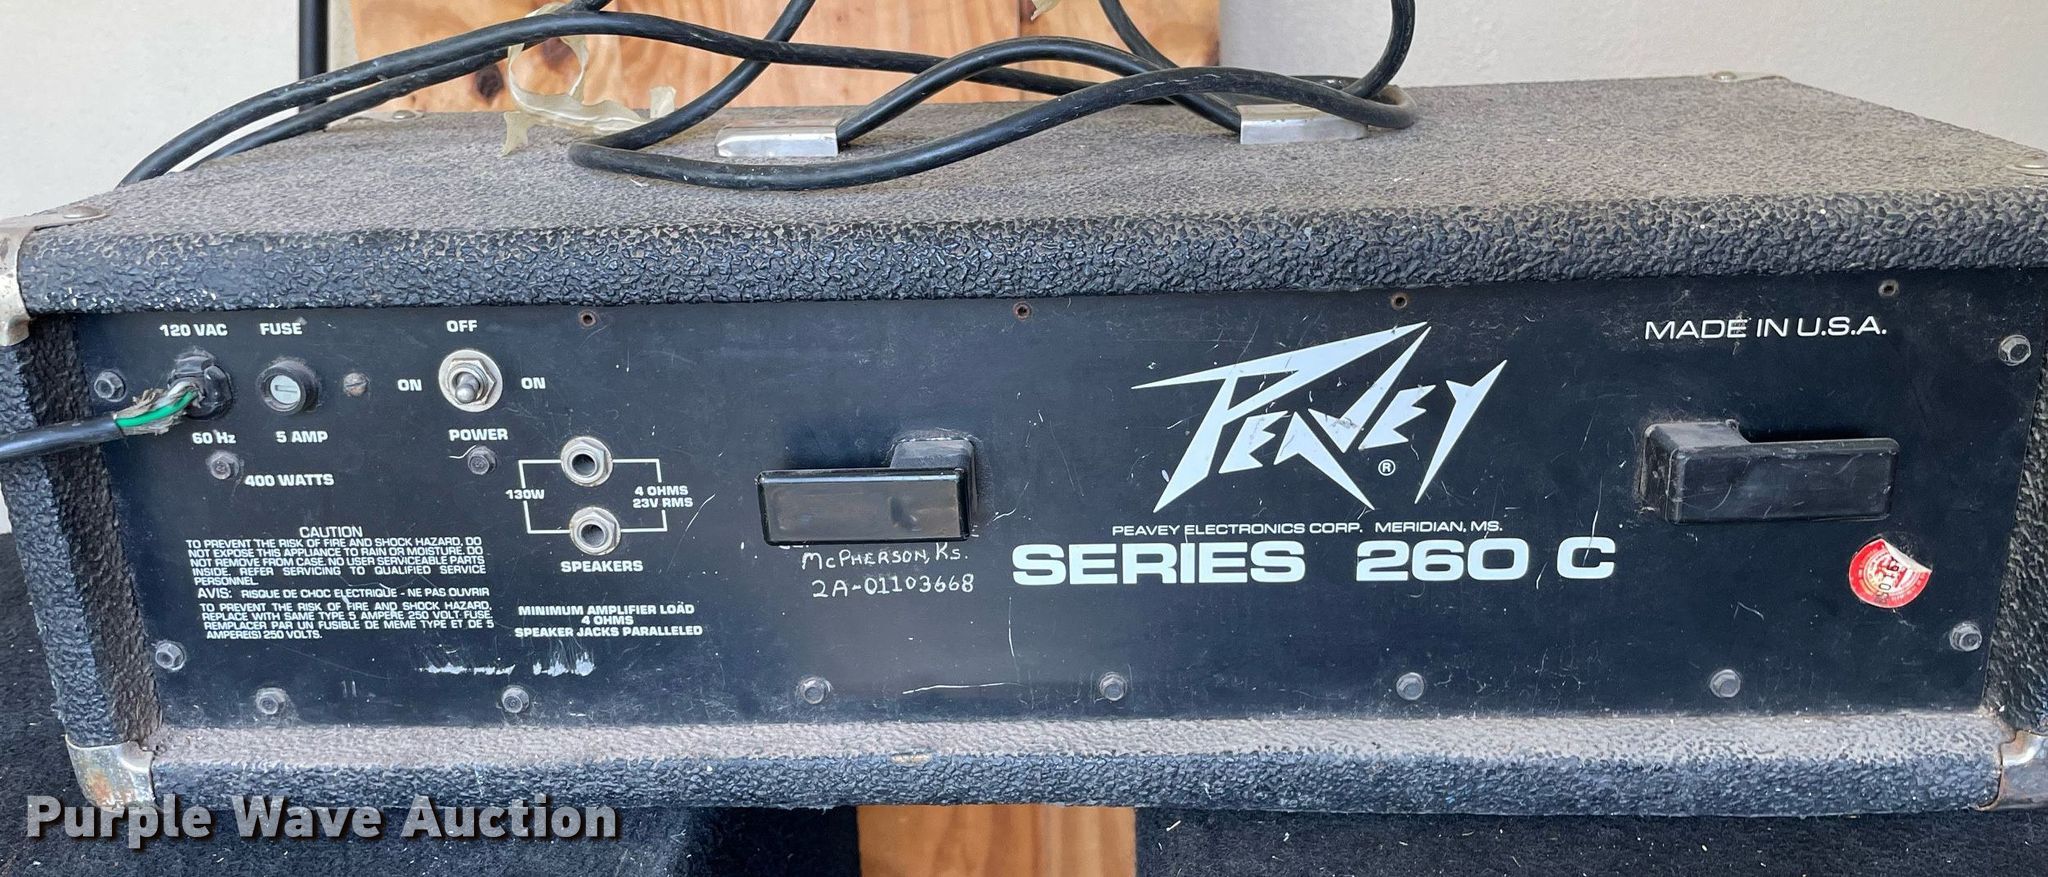 120 VAC
FUSE
OFF
ON
ON
60 Hz
5 AMP
POWER
400 WATTS
130W
4 OHMS
23V RMS
SPEAKERS
CAUTION
TO PREVENT THE RISK OF FIRE AND SHOCK HAZARD, DO
NOT EXPOSE THIS APPLIANCE TO RAIN OR MOISTURE. DO
NOT REMOVE FROM CASE. NO USER SERVICEABLE PARTS
INSIDE. REFER SERVICING TO QUALIFIED SERVICE
PERSONNEL
AVIS: RISQUE DE CHOC ELECTRIQUE - NE PAS OUVRIR
TO PREVENT THE RISK OF FIRE AND SHOCK HAZARD,
REPLACE WITH SAME TYPE 5 AMPERE 250 VOLT FUSE.
REMPLACER PAR UN FUSIBLE DE MEME TYPE ET DE 5
AMPERE(S) 250 VOLTS.
MINIMUM AMPLIFIER LOAD
4 OHMS
SPEAKER JACKS PARALLELED
McPHERSON, Ks.
2A-01103668
PEAVEY
®
PEAVEY ELECTRONICS CORP. MERIDIAN, MS.
SERIES 260 C
MADE IN U.S.A.
Purple Wave Auction